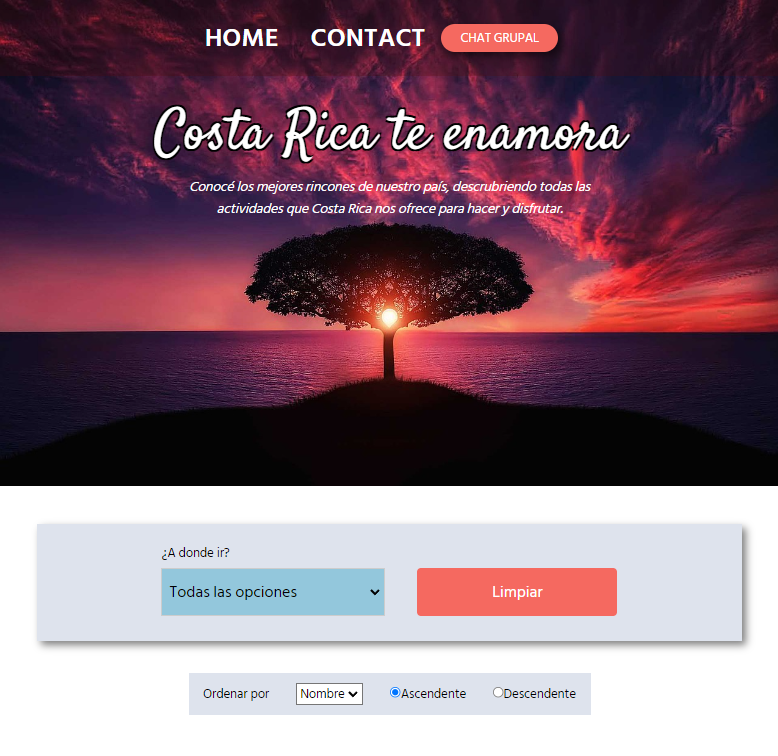 HOME CONTACT CHAT GRUPAL
Costa Rica te enamora
Conocé los mejores rincones de nuestro país, descrubriendo todas las
actividades que Costa Rica nos ofrece para hacer y disfrutar.
¿A donde ir?
Todas las opciones Limpiar
Ordenar por Nombre Ascendente Descendente